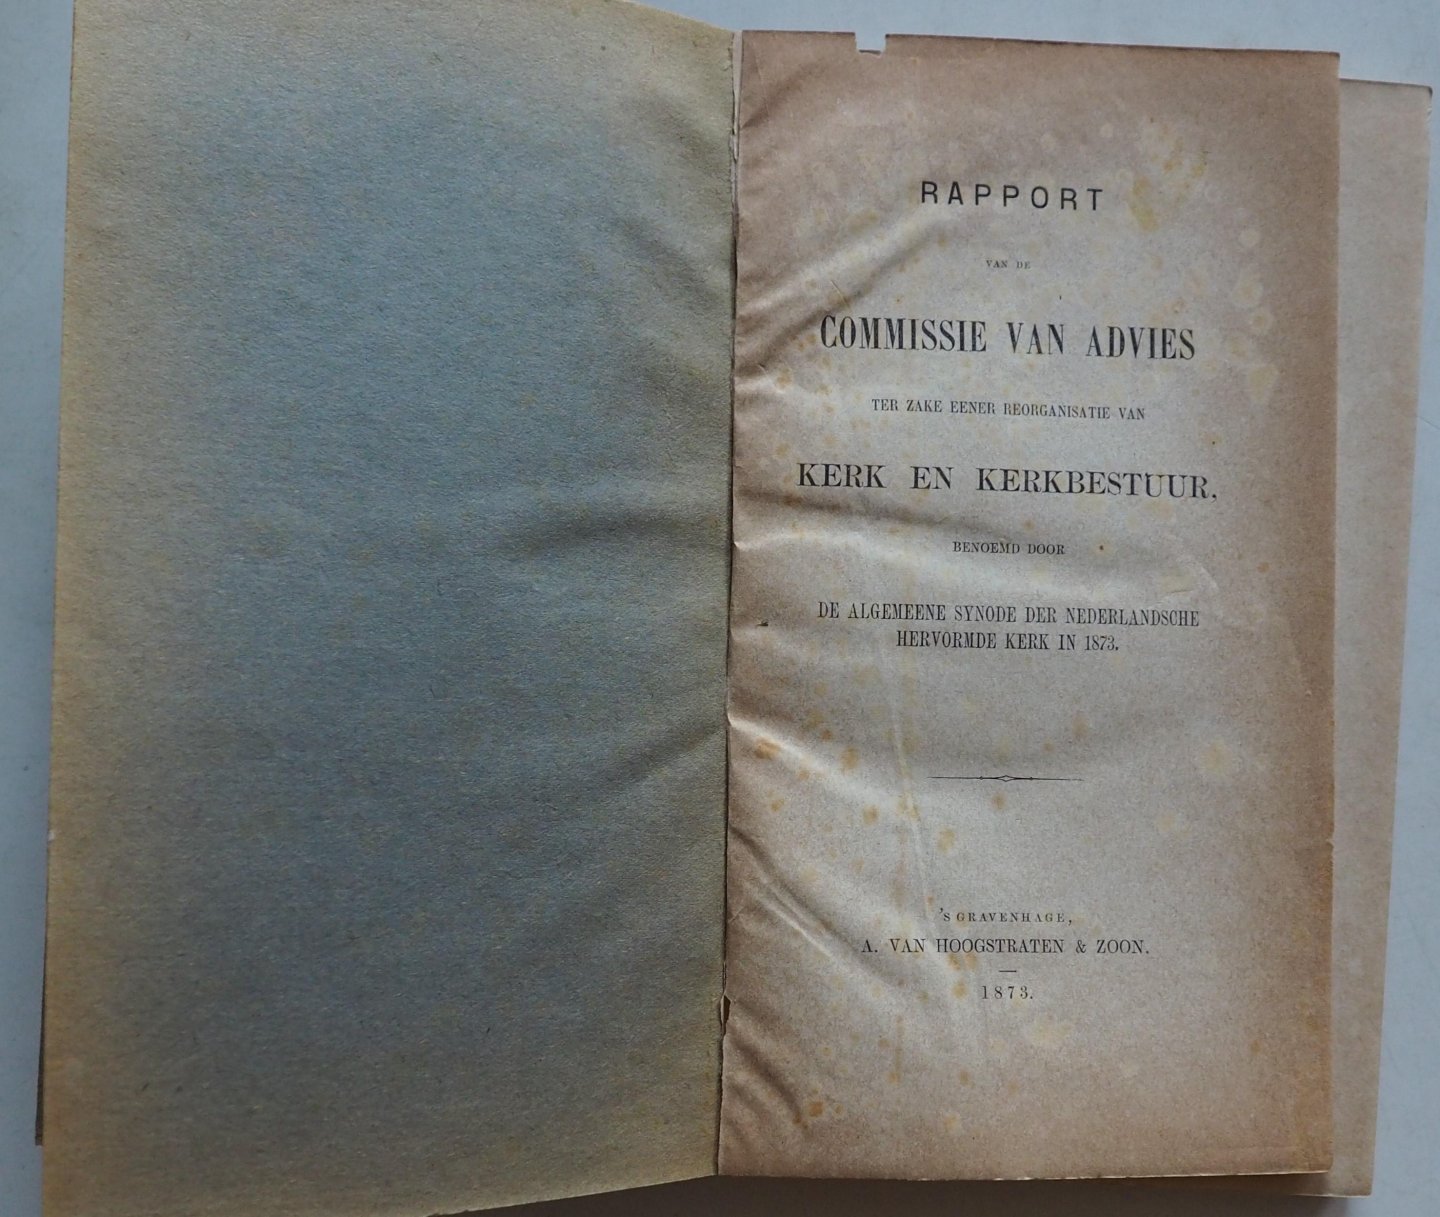 RAPPORT
VAN DE
COMMISSIE VAN ADVIES
TER ZAKE EENER REORGANISATIE VAN
KERK EN KERKBESTUUR,
BENOEMD DOOR
DE ALGEMEENE SYNODE DER NEDERLANDSCHE
HERVORMDE KERK IN 1873.
'SGRAVENHAGE,
A. VAN HOOGSTRATEN & ZOON.
1873.